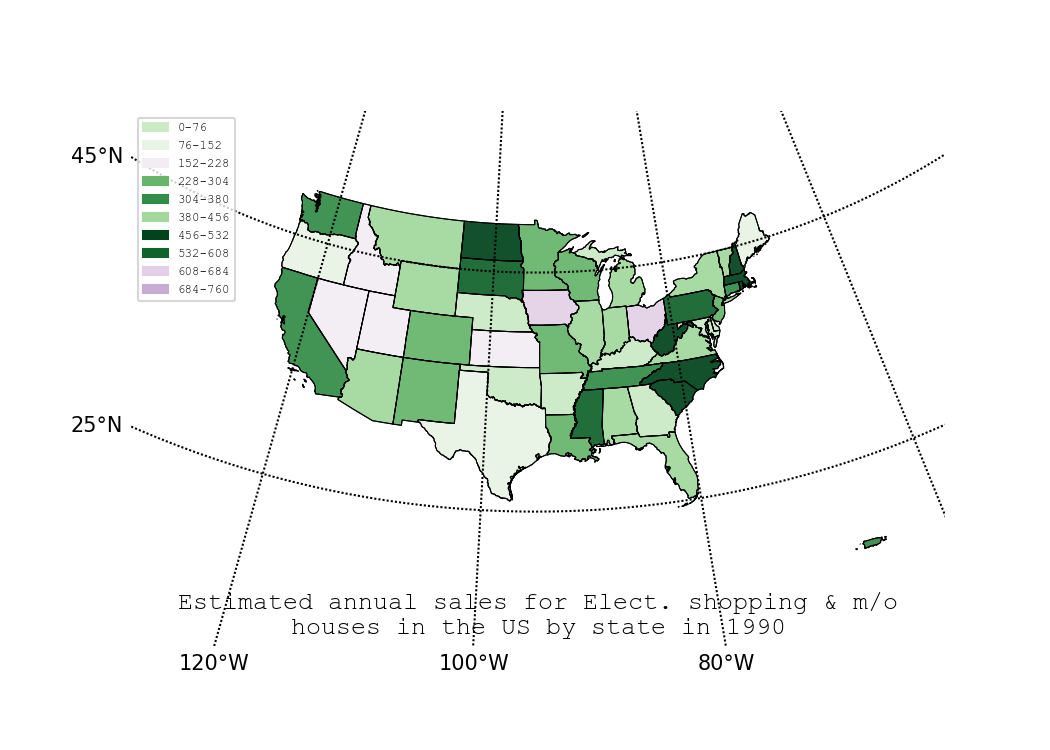 0-76
76-152
152-228
228-304
304-380
380-456
456-532
532-608
608-684
684-760
45°N
25°N
Estimated annual sales for Elect. shopping & m/o
houses in the US by state in 1990
120°W 100°W 80°W